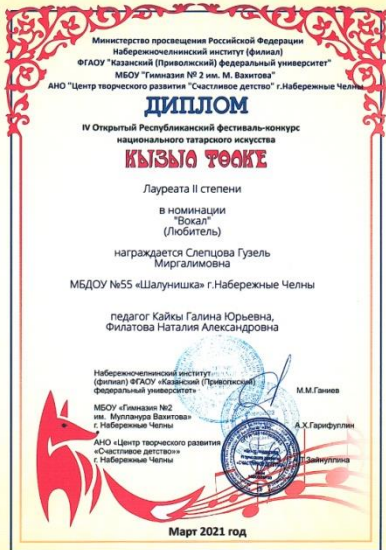 Министерство просвещения Российской Федерации
Набережночелнинский институт (филиал)
ФГАОУ "Казанский (Приволжский) федеральный университет"
МБОУ "Гимназия № 2 им. М. Вахитова"
АНО "Центр творческого развития "Счастливое детство" г.Набережные Челны
ДИПЛОМ
IV Открытый Республиканский фестиваль-конкурс
национального татарского искусства
КЫЗЫЛ ТӨЛКЕ
Лауреата II степени
в номинации
"Вокал"
(Любитель)
награждается Слепцова Гузель
Миргалимовна
МБДОУ №55 «Шалунишка» г.Набережные Челны
педагог Кайкы Галина Юрьевна,
Филатова Наталия Александровна
Набережночелнинский институт
(филиал) ФГАОУ «Казанский (Приволжский)
федеральный университет»
М.М.Ганиев
МБОУ «Гимназия №2
им. Мулланура Вахитова»
г. Набережные Челны
А.Х.Гарифуллин
АНО «Центр творческого развития
«Счастливое детство»»
г. Набережные Челны
Т.Зайнуллина
Март 2021 год